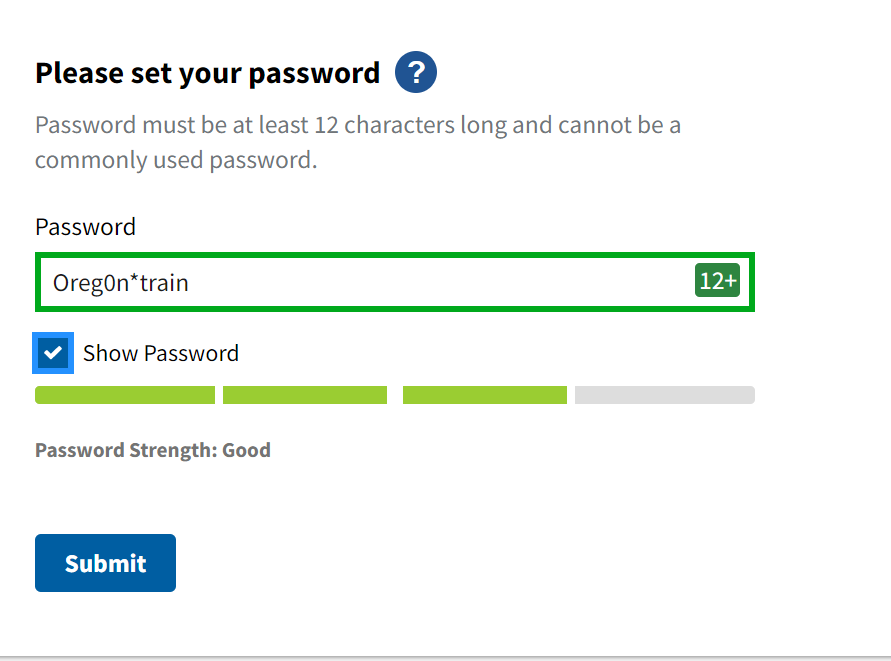 Please set your password ?
Password must be at least 12 characters long and cannot be a
commonly used password.
Password
Oreg0n*train 12+
Show Password
Password Strength: Good
Submit